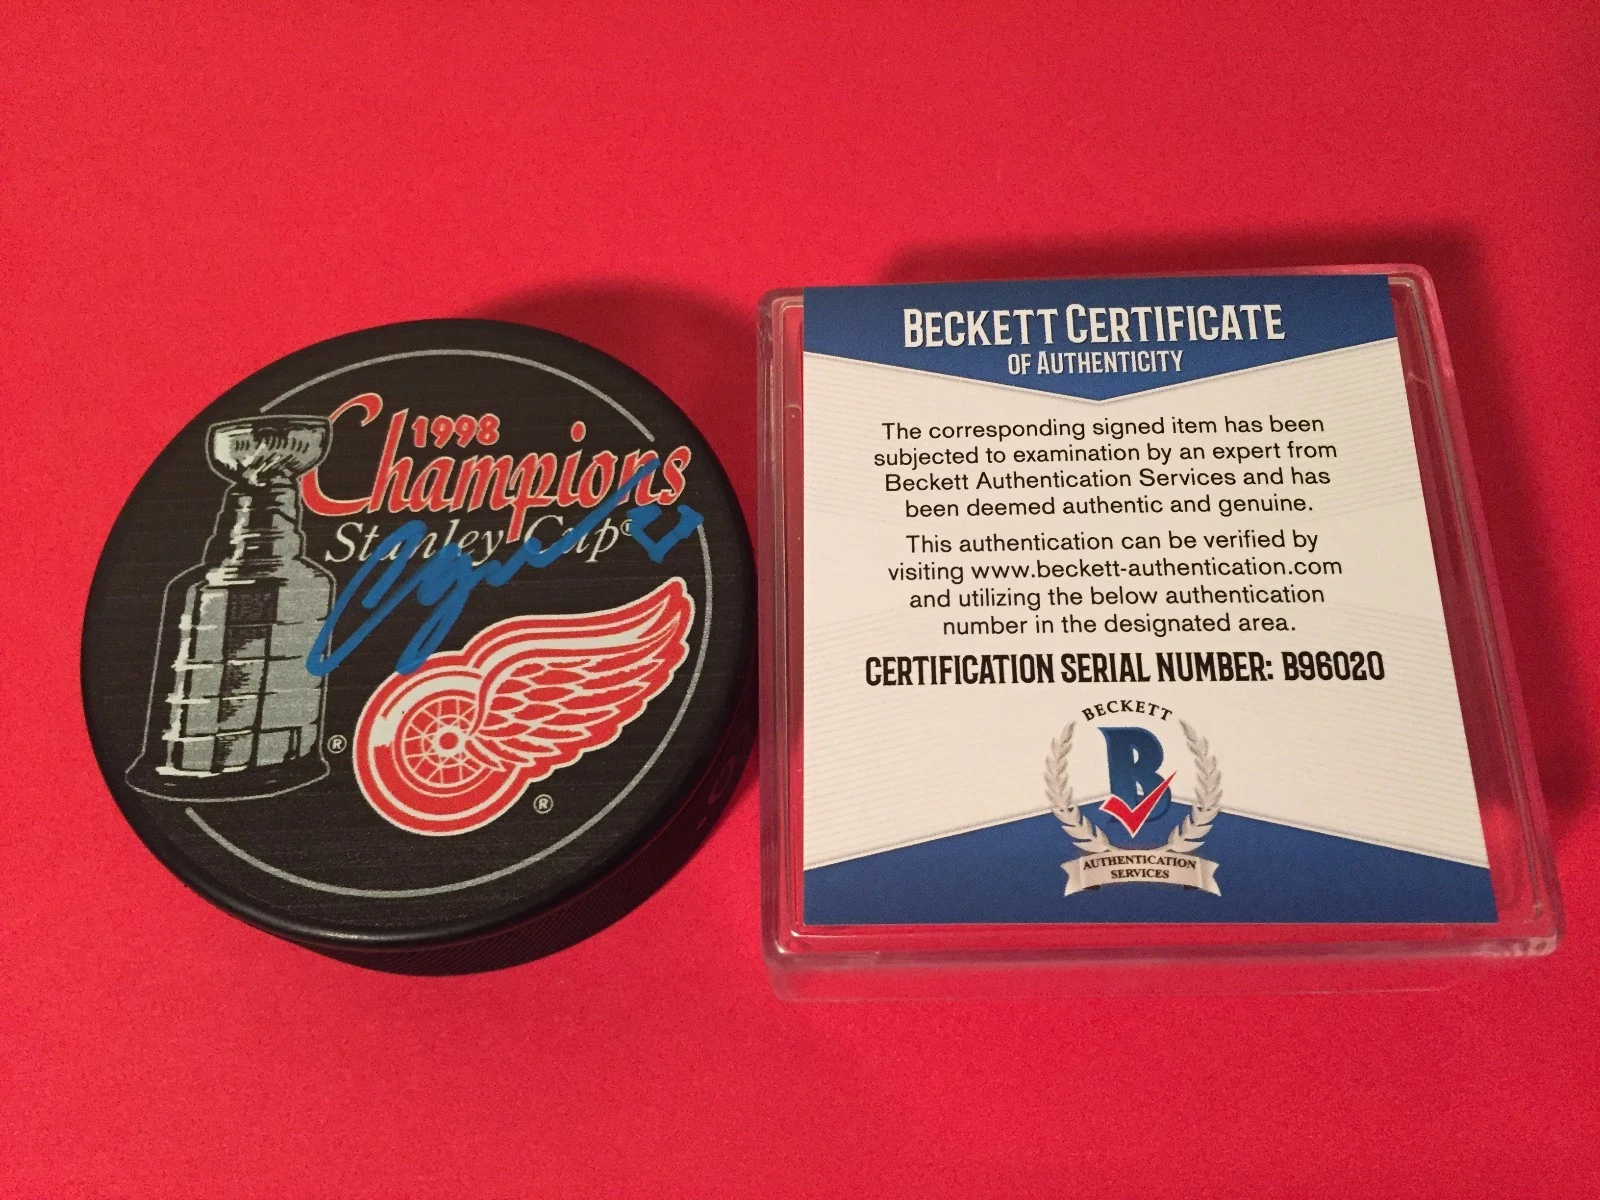 1998
Champions
Stanley Cup®
®
®
BECKETT CERTIFICATE
OF AUTHENTICITY
The corresponding signed item has been
subjected to examination by an expert from
Beckett Authentication Services and has
been deemed authentic and genuine.
This authentication can be verified by
visiting www.beckett-authentication.com
and utilizing the below authentication
number in the designated area.
CERTIFICATION SERIAL NUMBER: B96020
BECKETT
B
AUTHENTICATION
SERVICES